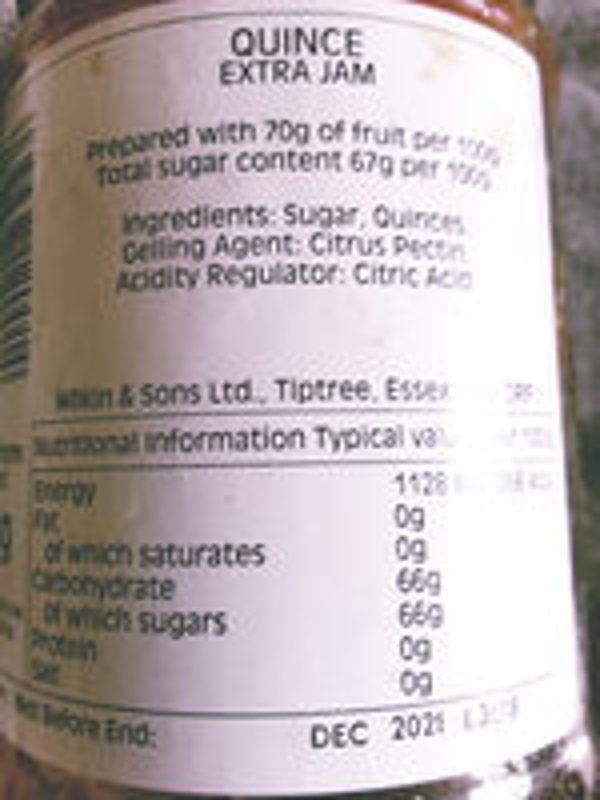 QUINCE
EXTRA JAM
Prepared with 70g of fruit per 100g
Total sugar content 67g per 100g
Ingredients: Sugar, Quinces,
Gelling Agent: Citrus Pectin,
Acidity Regulator: Citric Acid
Wilkin & Sons Ltd., Tiptree, Essex
Nutritional Information Typical
Energy 1128
Fat 0g
of which saturates 0g
Carbohydrate 66g
of which sugars 66g
Protein 0g
Salt 0g
Best Before End: DEC